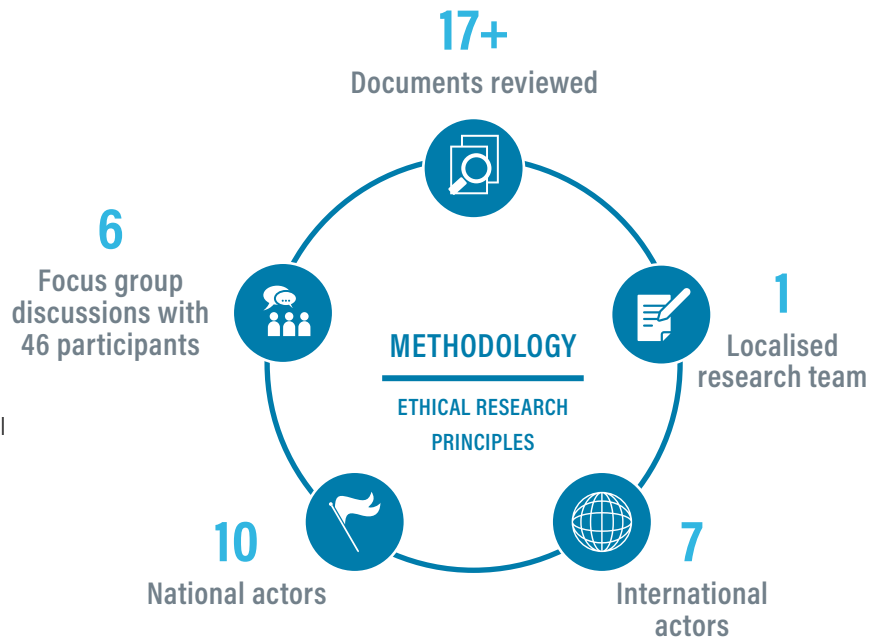 17+
Documents reviewed
6
Focus group
discussions with
46 participants
1
Localised
research team
METHODOLOGY
ETHICAL RESEARCH
PRINCIPLES
10
National actors
7
International
actors